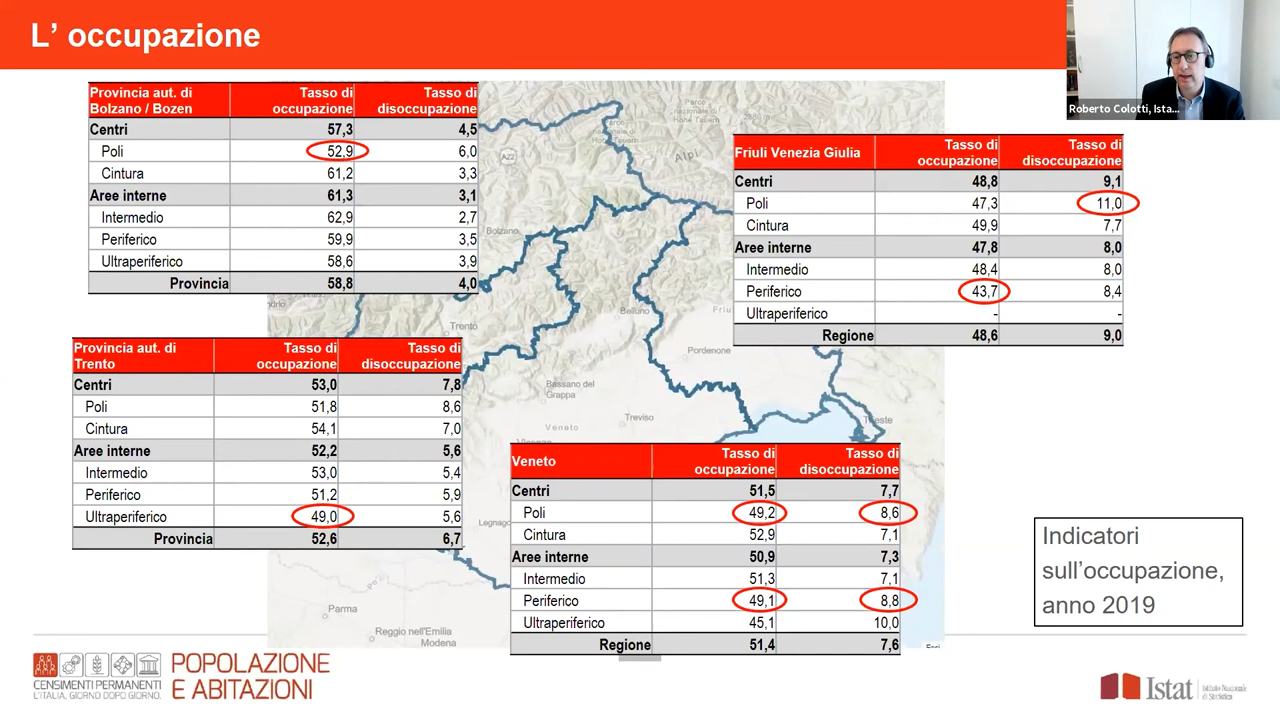 L' occupazione
Roberto Colotti, Ista...
Provincia aut. di Bolzano / Bozen Tasso di occupazione Tasso di disoccupazione
Centri 57,3 4,5
Poli 52,9 6,0
Cintura 61,2 3,3
Aree interne 61,3 3,1
Intermedio 62,9 2,7
Periferico 59,9 3,5
Ultraperiferico 58,6 3,9
Provincia 58,8 4,0
Friuli Venezia Giulia Tasso di occupazione Tasso di disoccupazione
Centri 48,8 9,1
Poli 47,3 11,0
Cintura 49,9 7,7
Aree interne 47,8 8,0
Intermedio 48,4 8,0
Periferico 43,7 8,4
Ultraperiferico - -
Regione 48,6 9,0
Provincia aut. di Trento Tasso di occupazione Tasso di disoccupazione
Centri 53,0 7,8
Poli 51,8 8,6
Cintura 54,1 7,0
Aree interne 52,2 5,6
Intermedio 53,0 5,4
Periferico 51,2 5,9
Ultraperiferico 49,0 5,6
Provincia 52,6 6,7
Veneto Tasso di occupazione Tasso di disoccupazione
Centri 51,5 7,7
Poli 49,2 8,6
Cintura 52,9 7,1
Aree interne 50,9 7,3
Intermedio 51,3 7,1
Periferico 49,1 8,8
Ultraperiferico 45,1 10,0
Regione 51,4 7,6
Parco nazionale di
Alpi
A22
Bolzano
Trento
Belluno
Friu
Pordenone
Bassano del
Grappa
Treviso
Veneto
Trieste
Legnago
Parma
Reggio nell'Emilia
Modena
Indicatori
sull'occupazione,
anno 2019
CENSIMENTI PERMANENTI
L'ITALIA, GIORNO DOPO GIORNO.
POPOLAZIONE
E ABITAZIONI
Istat Istituto Nazionale
di Statistica